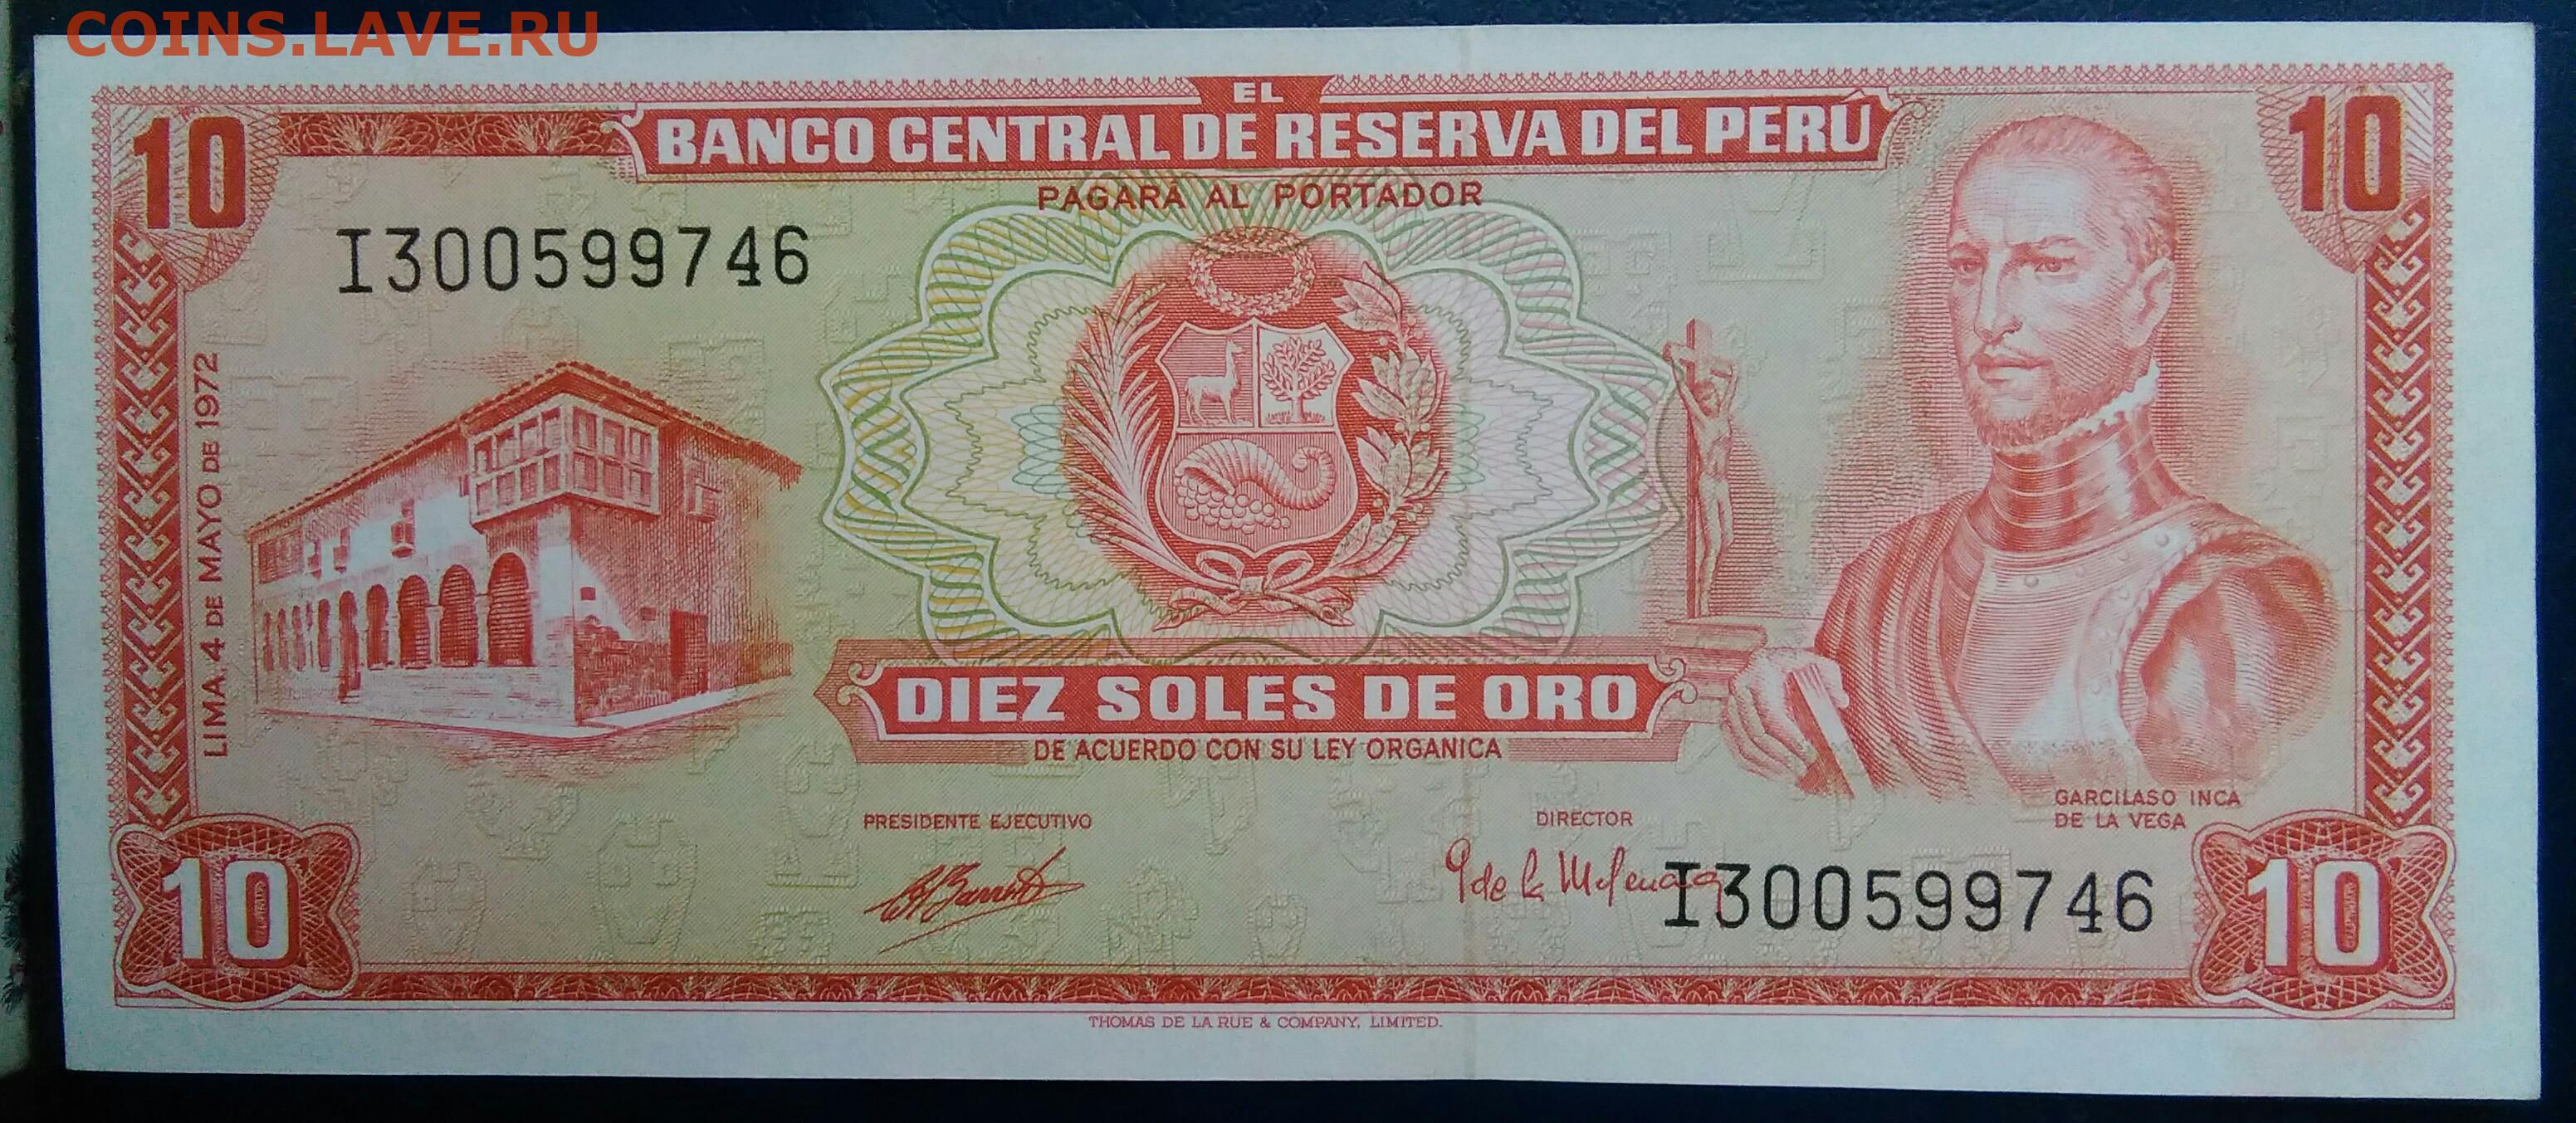 COINS.LAVE.RU
10
EL
10
BANCO CENTRAL DE RESERVA DEL PERÚ
PAGARÁ AL PORTADOR
I300599746
LIMA, 4 DE MAYO DE 1972
DIEZ SOLES DE ORO
DE ACUERDO CON SU LEY ORGANICA
GARCILASO INCA
DE LA VEGA
PRESIDENTE EJECUTIVO
DIRECTOR
I300599746
10
10
THOMAS DE LA RUE & COMPANY, LIMITED.